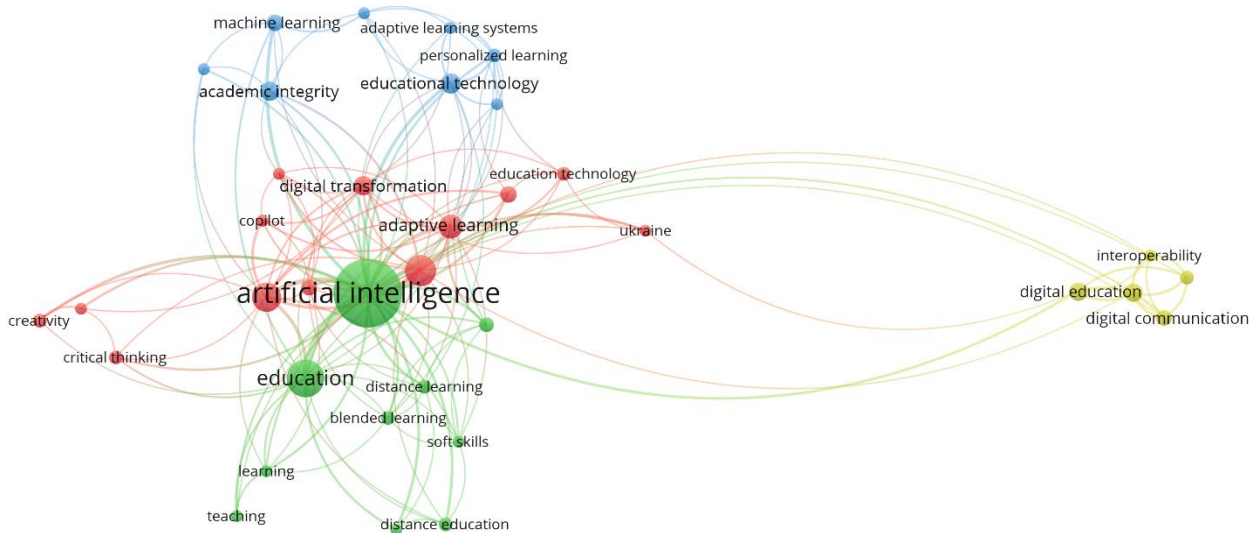 machine learning
adaptive learning systems
personalized learning
educational technology
academic integrity
education technology
digital transformation
copilot
adaptive learning
ukraine
interoperability
artificial intelligence
digital education
digital communication
creativity
critical thinking
education
distance learning
blended learning
soft skills
learning
teaching
distance education